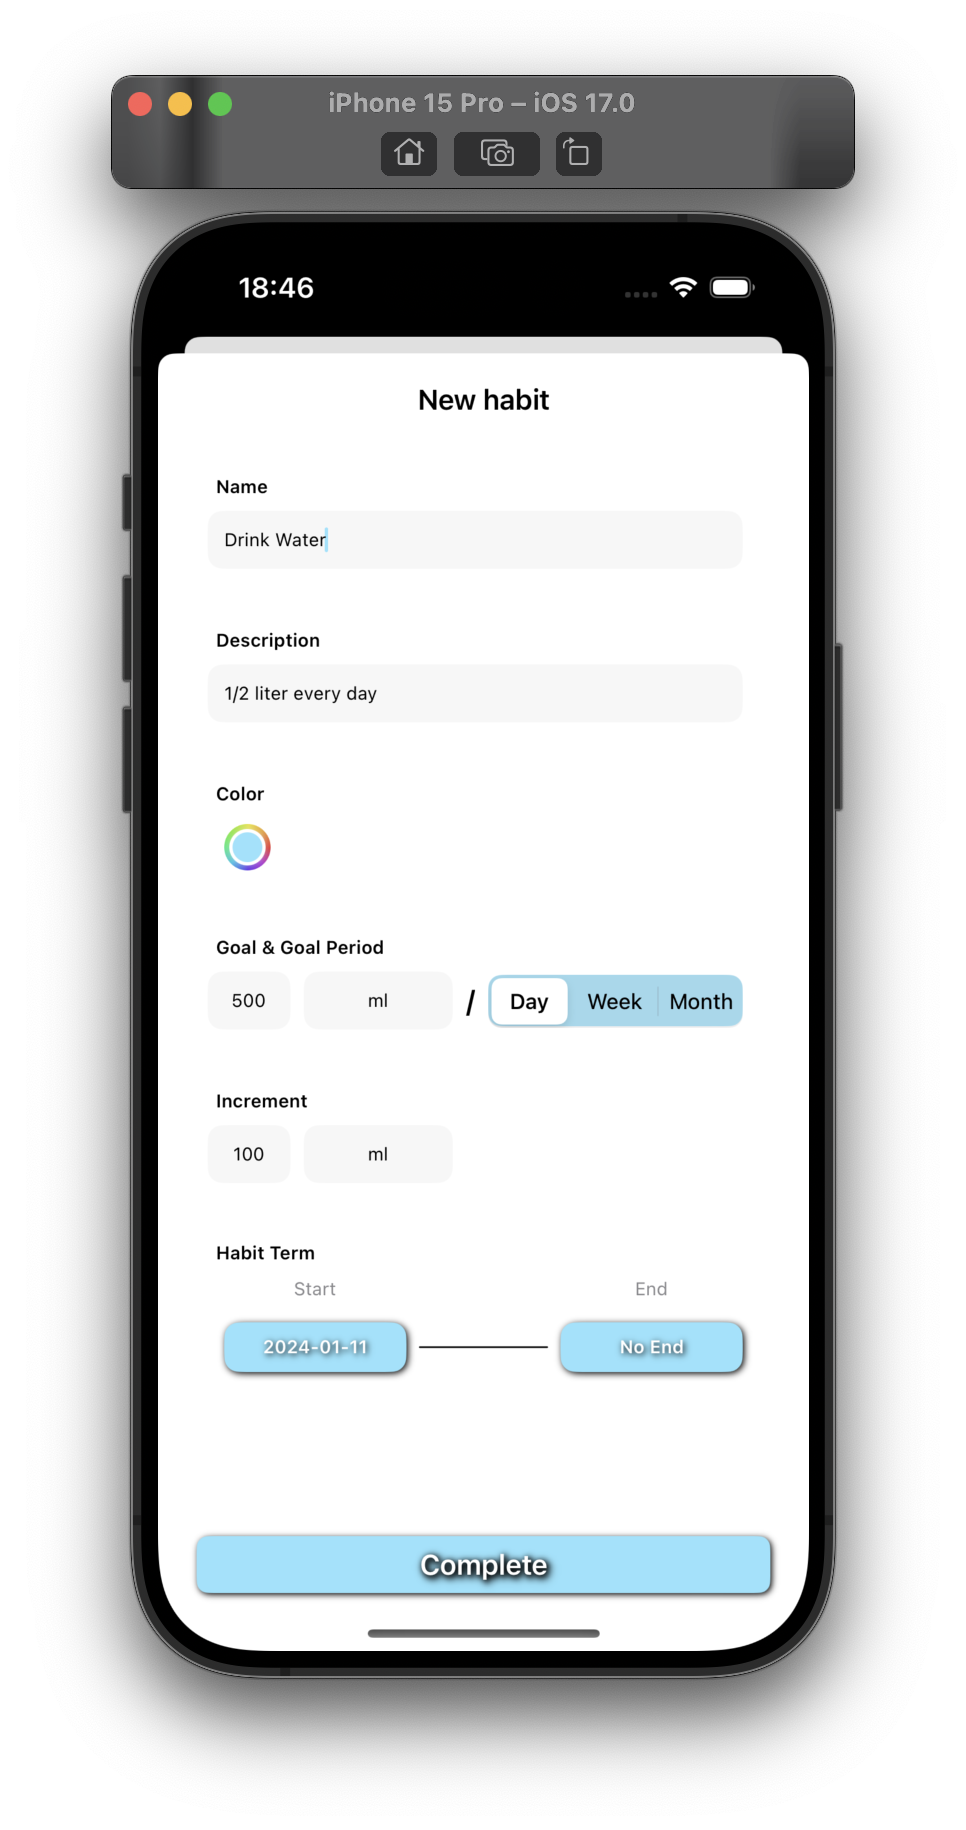 iPhone 15 Pro – iOS 17.0
18:46
New habit
Name
Drink Water
Description
1/2 liter every day
Color
Goal & Goal Period
500 ml / Day Week Month
Increment
100 ml
Habit Term
Start End
2024-01-11 No End
Complete